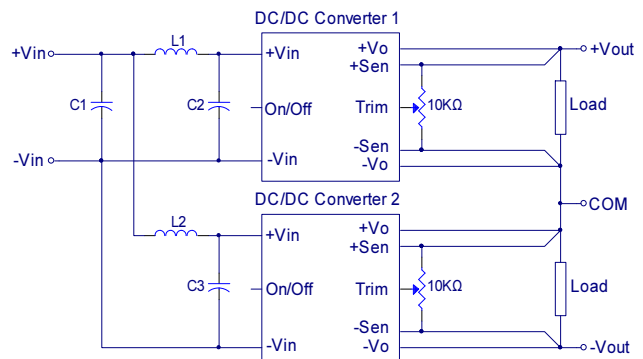 DC/DC Converter 1
+Vin
L1
+Vin
+Vo
+Vout
+Sen
C1
C2
On/Off
Trim
10KΩ
Load
-Vin
-Vin
-Sen
-Vo
DC/DC Converter 2
COM
L2
+Vin
+Vo
+Sen
C3
On/Off
Trim
10KΩ
Load
-Sen
-Vin
-Vo
-Vout